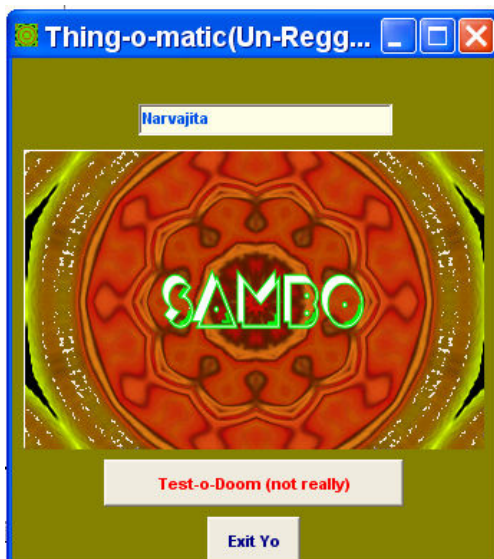 Thing-o-matic(Un-Regg...
Narvajita
SAMBO
Test-o-Doom (not really)
Exit Yo